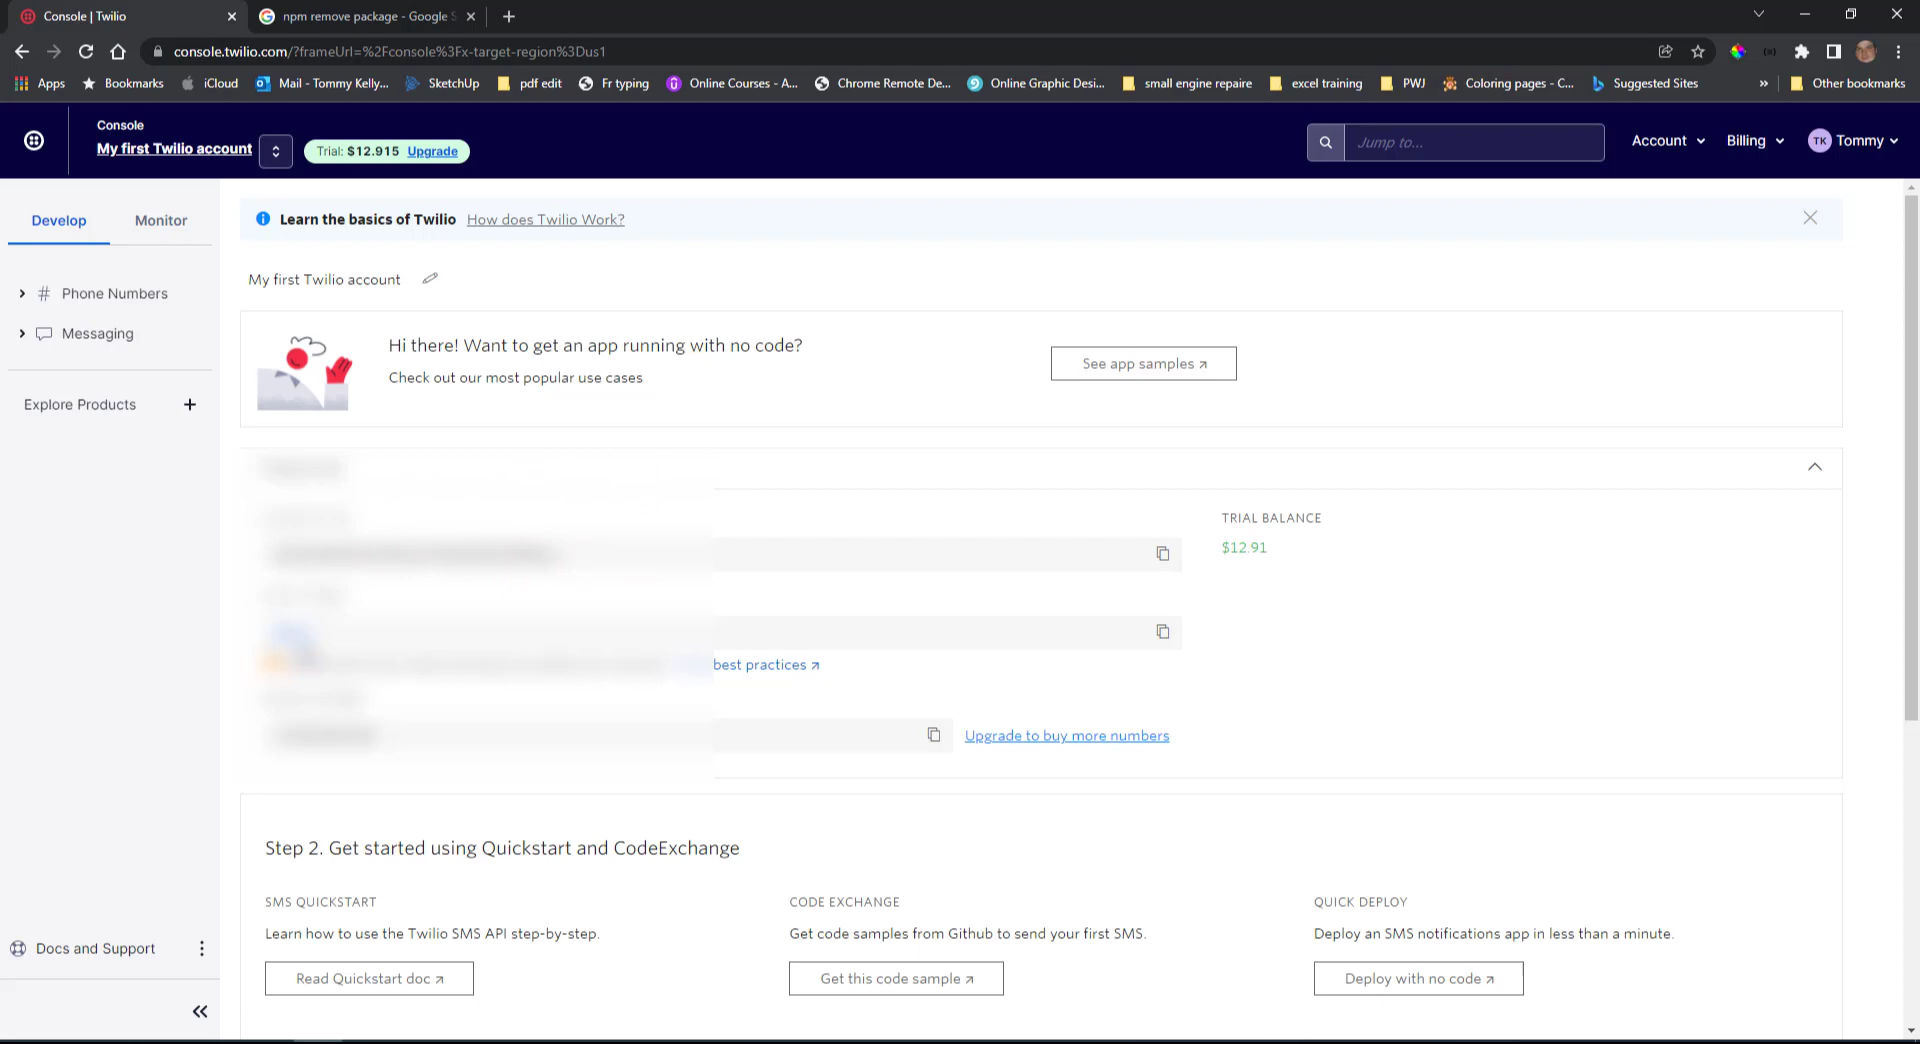 Console | Twilio
npm remove package - Google S
console.twilio.com/?frameUrl=%2Fconsole%3Fx-target-region%3Dus1
Apps
Bookmarks
iCloud
Mail - Tommy Kelly...
SketchUp
pdf edit
Fr typing
Online Courses - A...
Chrome Remote De...
Online Graphic Desi...
small engine repaire
excel training
PWJ
Coloring pages - C...
Suggested Sites
»
Other bookmarks
Console
My first Twilio account
Trial: $12.915 Upgrade
Jump to...
Account
Billing
TK
Tommy
Develop
Monitor
Learn the basics of Twilio How does Twilio Work?
Phone Numbers
Messaging
Explore Products +
My first Twilio account
Hi there! Want to get an app running with no code?
Check out our most popular use cases
See app samples
TRIAL BALANCE
$12.91
best practices
Upgrade to buy more numbers
Step 2. Get started using Quickstart and CodeExchange
SMS QUICKSTART
Learn how to use the Twilio SMS API step-by-step.
Read Quickstart doc
CODE EXCHANGE
Get code samples from Github to send your first SMS.
Get this code sample
QUICK DEPLOY
Deploy an SMS notifications app in less than a minute.
Deploy with no code
Docs and Support